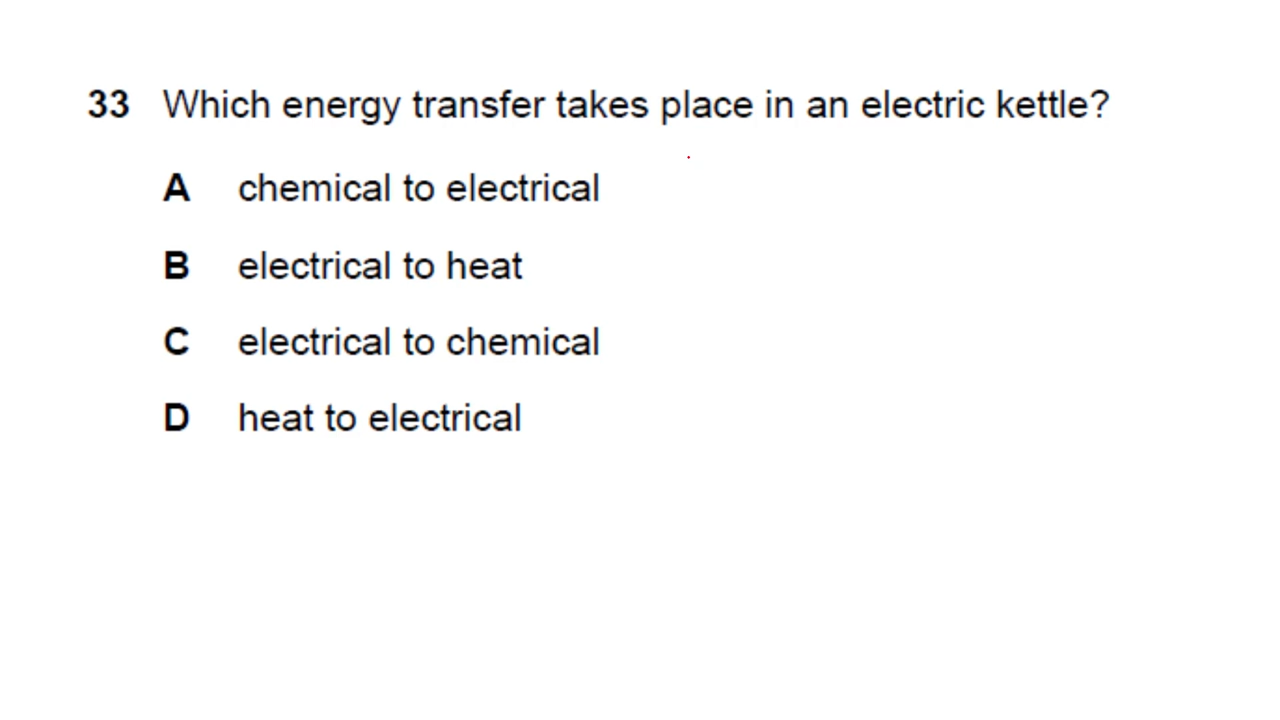 33 Which energy transfer takes place in an electric kettle?
A chemical to electrical
B electrical to heat
C electrical to chemical
D heat to electrical